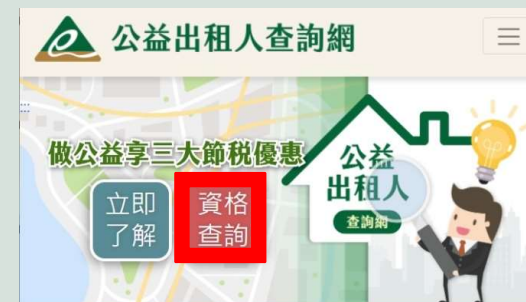 公益出租人查詢網
做公益享三大節稅優惠
立即
了解
資格
查詢
公益
出租人
查詢網